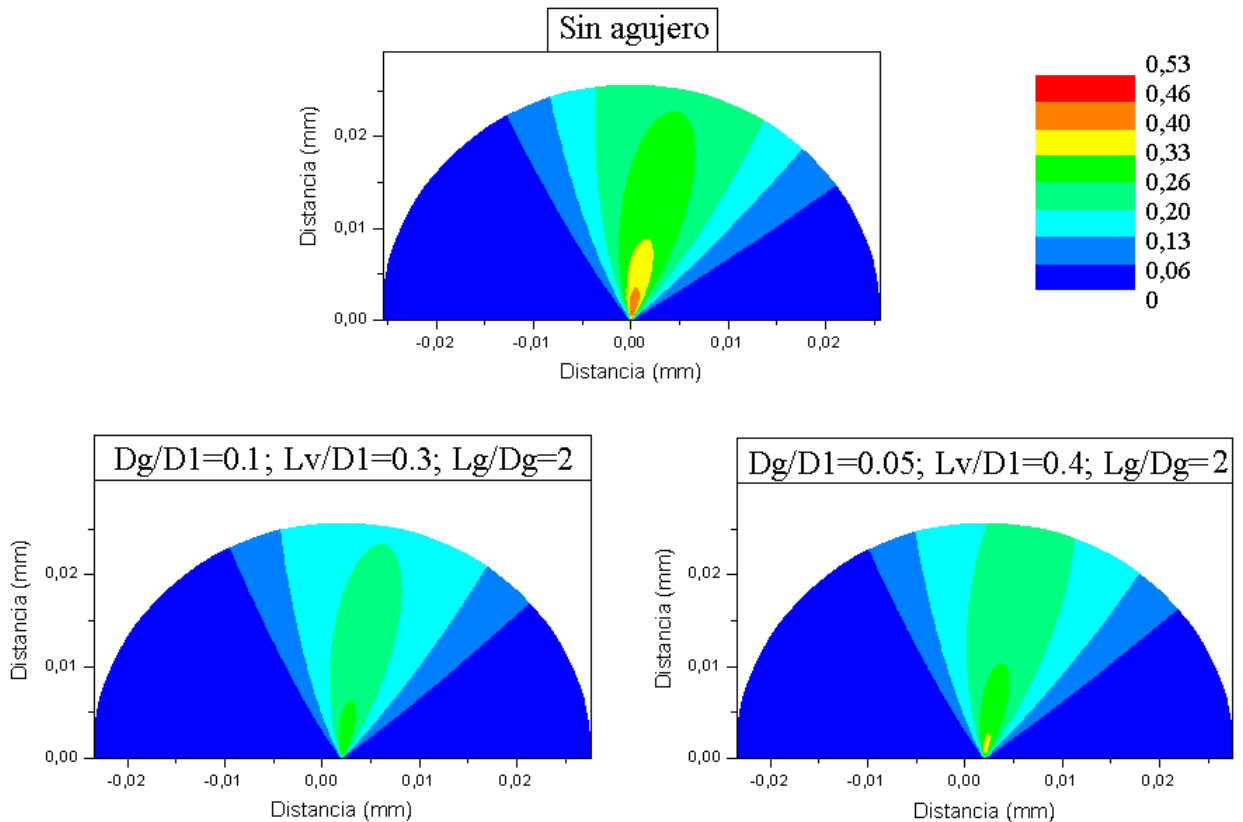 Sin agujero
Distancia (mm)
0,02
0,01
0,00
-0,02 -0,01 0,00 0,01 0,02
Distancia (mm)
0,53
0,46
0,40
0,33
0,26
0,20
0,13
0,06
0
Dg/D1=0.1; Lv/D1=0.3; Lg/Dg=2
Distancia (mm)
0,02
0,01
0,00
-0,02 -0,01 0,00 0,01 0,02
Distancia (mm)
Dg/D1=0.05; Lv/D1=0.4; Lg/Dg=2
Distancia (mm)
0,02
0,01
0,00
-0,02 -0,01 0,00 0,01 0,02
Distancia (mm)